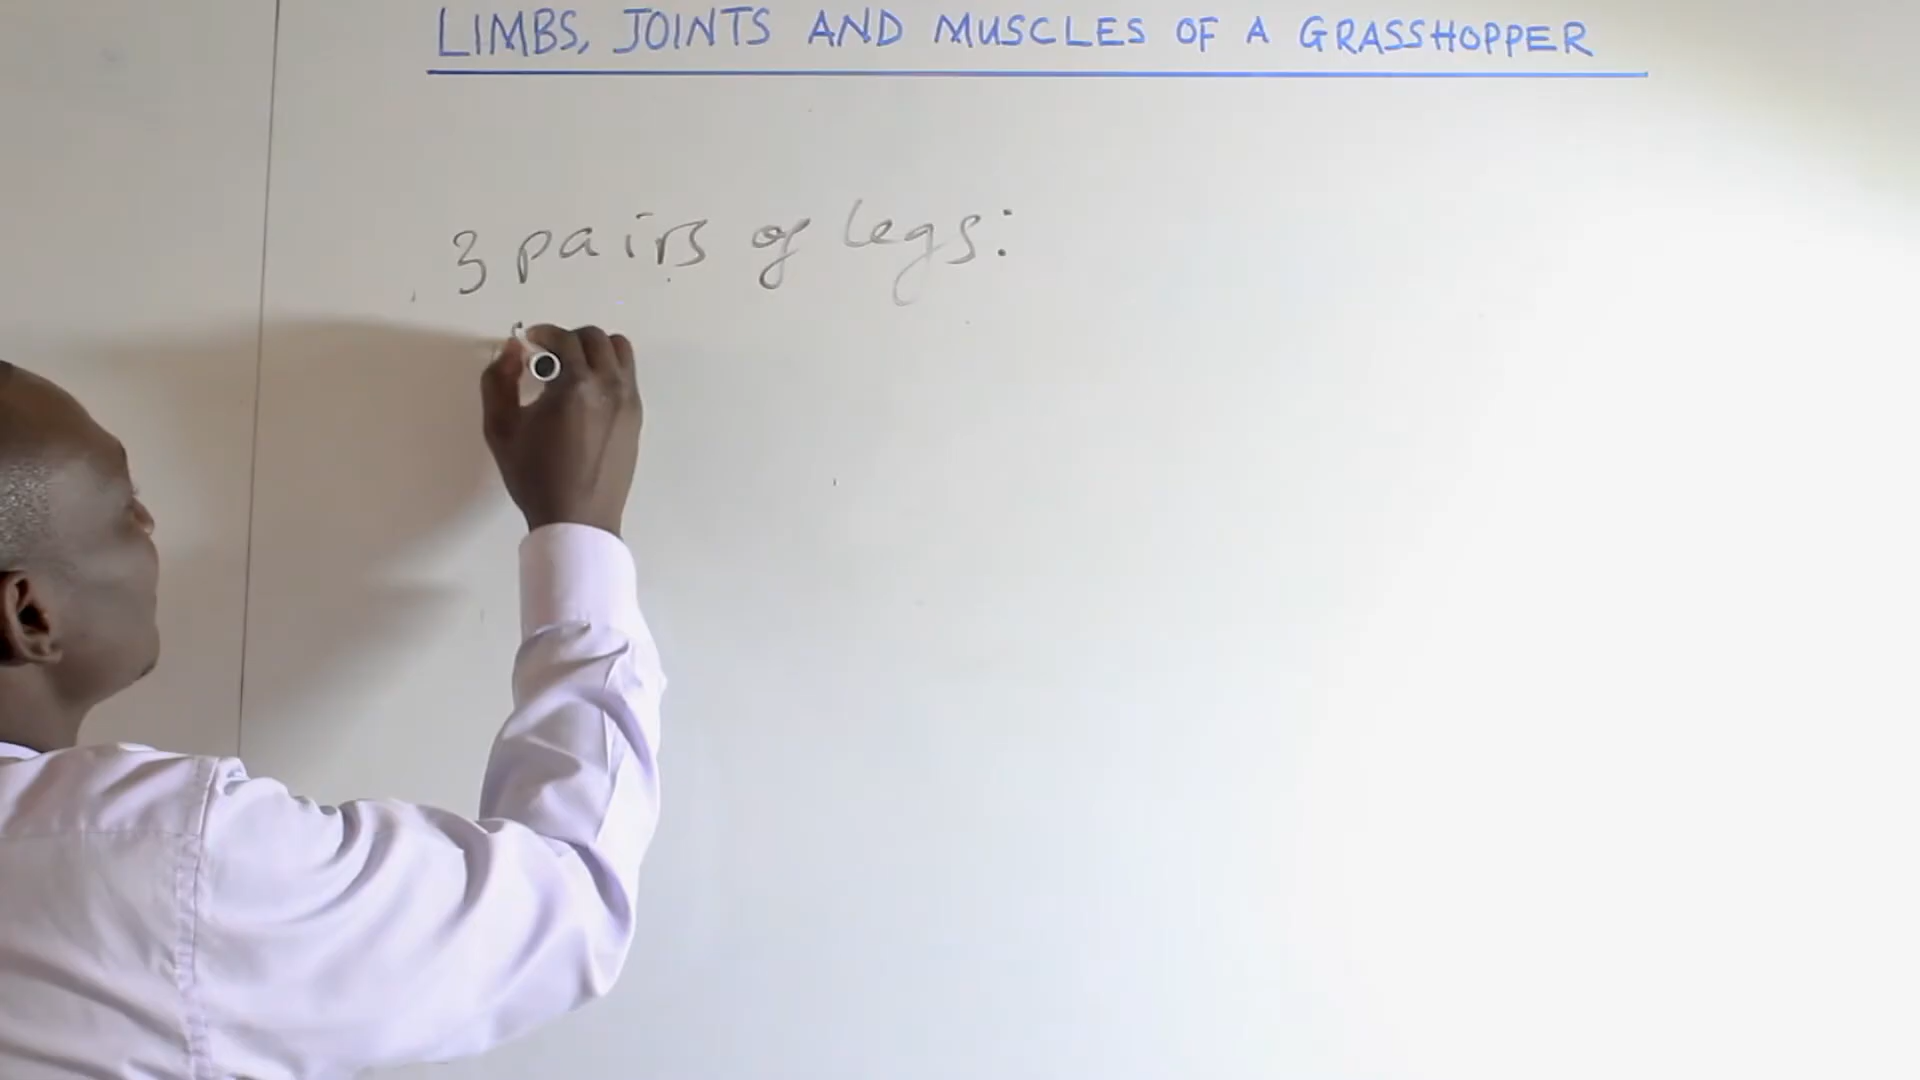 LIMBS, JOINTS AND MUSCLES OF A GRASSHOPPER
3 pairs of legs: